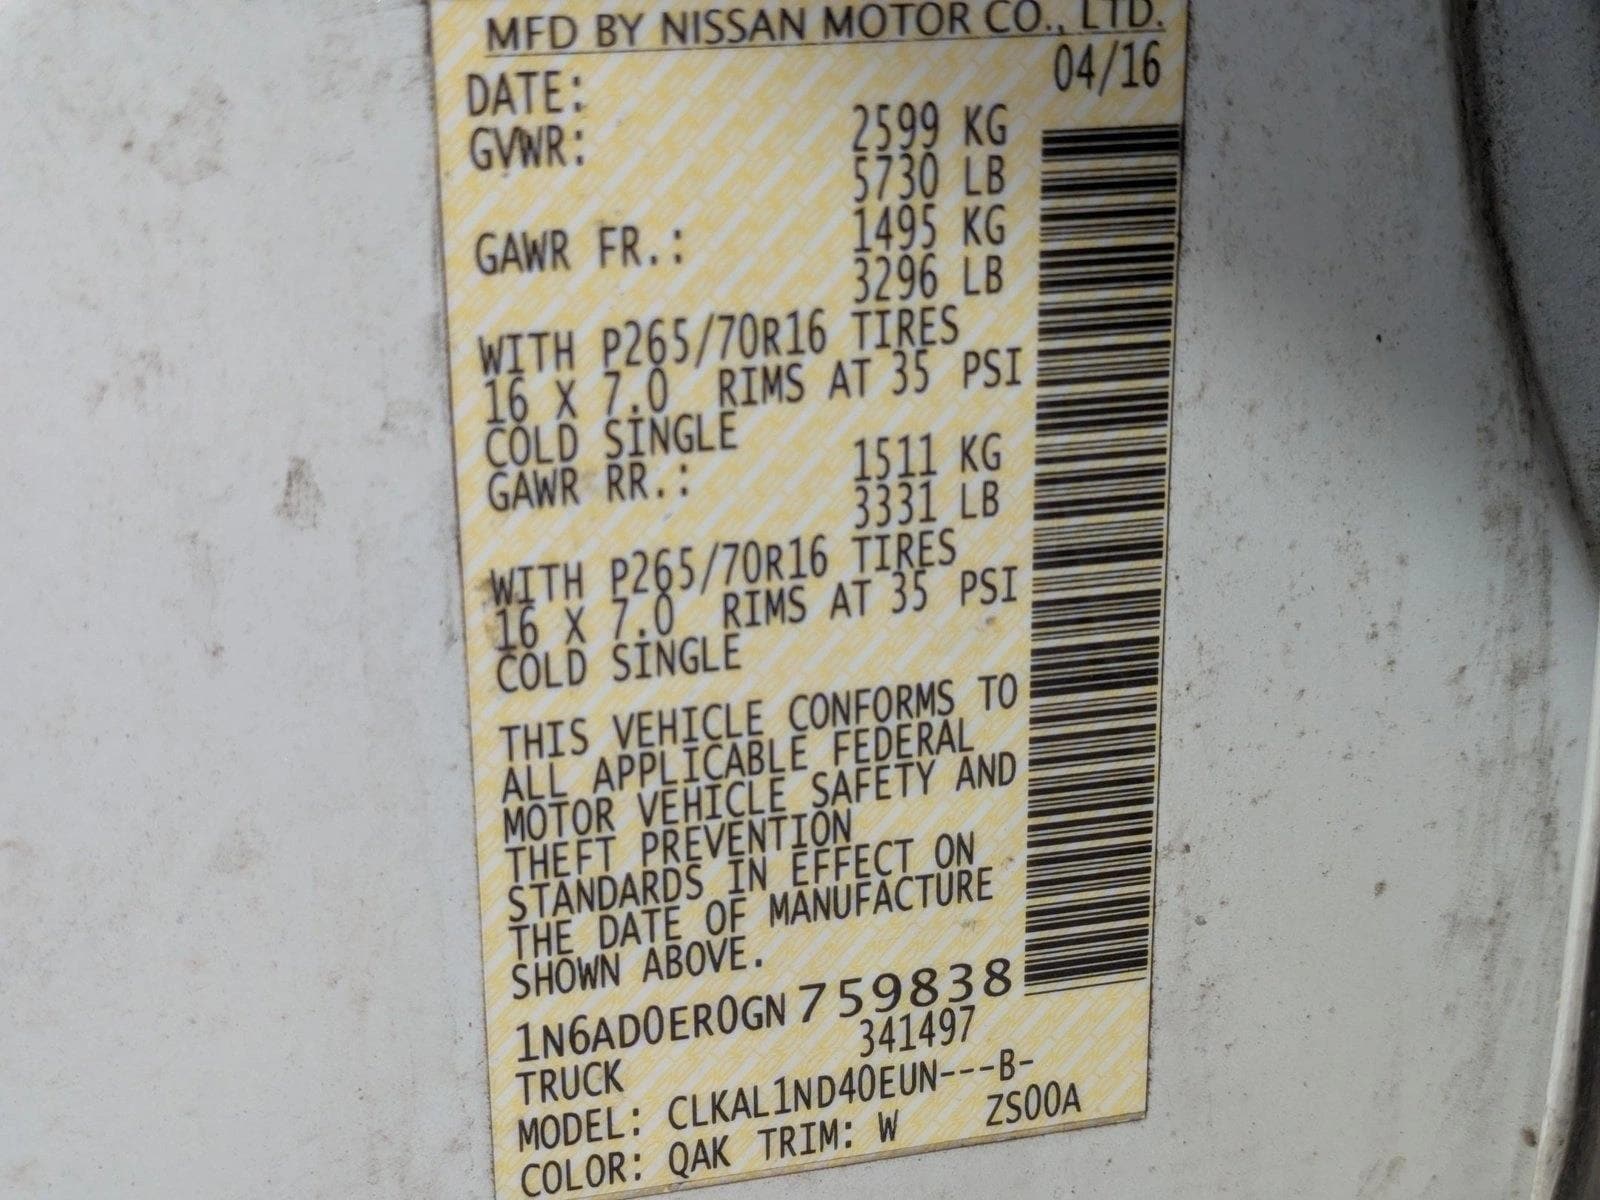 MFD BY NISSAN MOTOR CO., LTD.
DATE: 04/16
GVWR: 2599 KG
5730 LB
GAWR FR.: 1495 KG
3296 LB
WITH P265/70R16 TIRES
16 X 7.0 RIMS AT 35 PSI
COLD SINGLE
GAWR RR.: 1511 KG
3331 LB
WITH P265/70R16 TIRES
16 X 7.0 RIMS AT 35 PSI
COLD SINGLE
THIS VEHICLE CONFORMS TO
ALL APPLICABLE FEDERAL
MOTOR VEHICLE SAFETY AND
THEFT PREVENTION
STANDARDS IN EFFECT ON
THE DATE OF MANUFACTURE
SHOWN ABOVE.
1N6AD0ER0GN759838
TRUCK 341497
MODEL: CLKAL1ND40EUN---B-
COLOR: QAK TRIM: W ZS00A